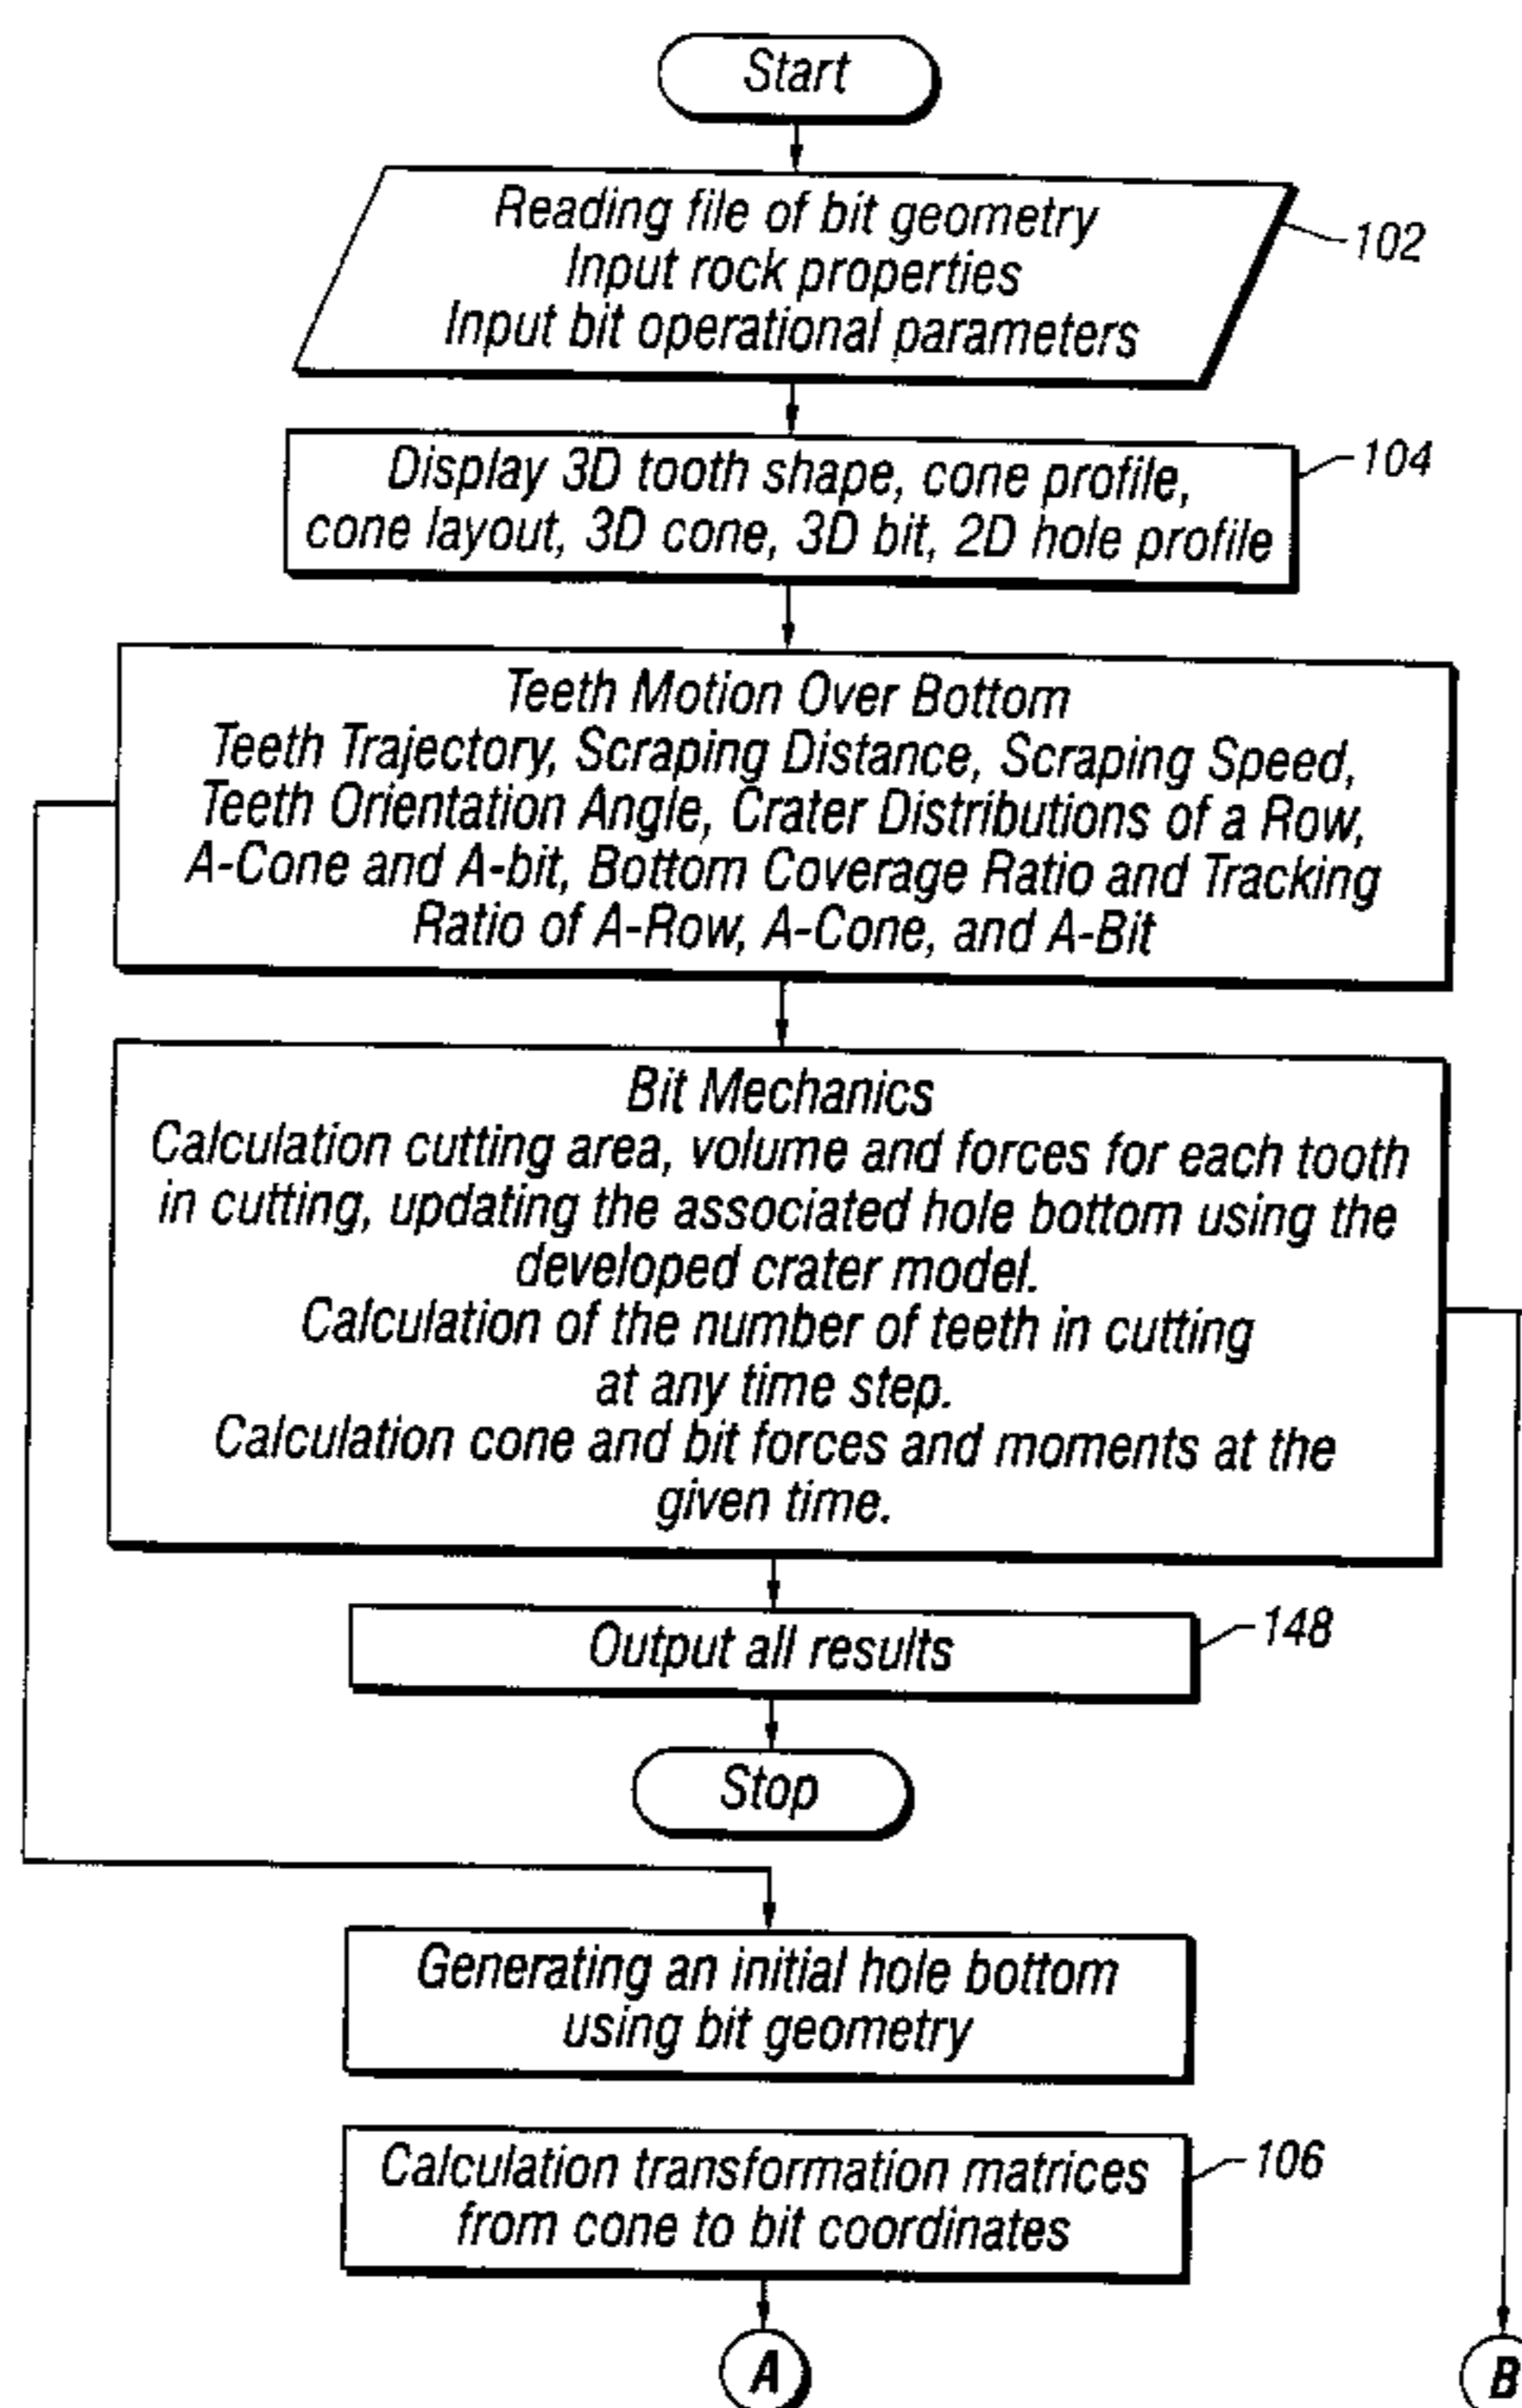 Start
Reading file of bit geometry
Input rock properties
Input bit operational parameters
102
Display 3D tooth shape, cone profile,
cone layout, 3D cone, 3D bit, 2D hole profile
104
Teeth Motion Over Bottom
Teeth Trajectory, Scraping Distance, Scraping Speed,
Teeth Orientation Angle, Crater Distributions of a Row,
A-Cone and A-bit, Bottom Coverage Ratio and Tracking
Ratio of A-Row, A-Cone, and A-Bit
Bit Mechanics
Calculation cutting area, volume and forces for each tooth
in cutting, updating the associated hole bottom using the
developed crater model.
Calculation of the number of teeth in cutting
at any time step.
Calculation cone and bit forces and moments at the
given time.
Output all results
148
Stop
Generating an initial hole bottom
using bit geometry
Calculation transformation matrices
from cone to bit coordinates
106
A
B